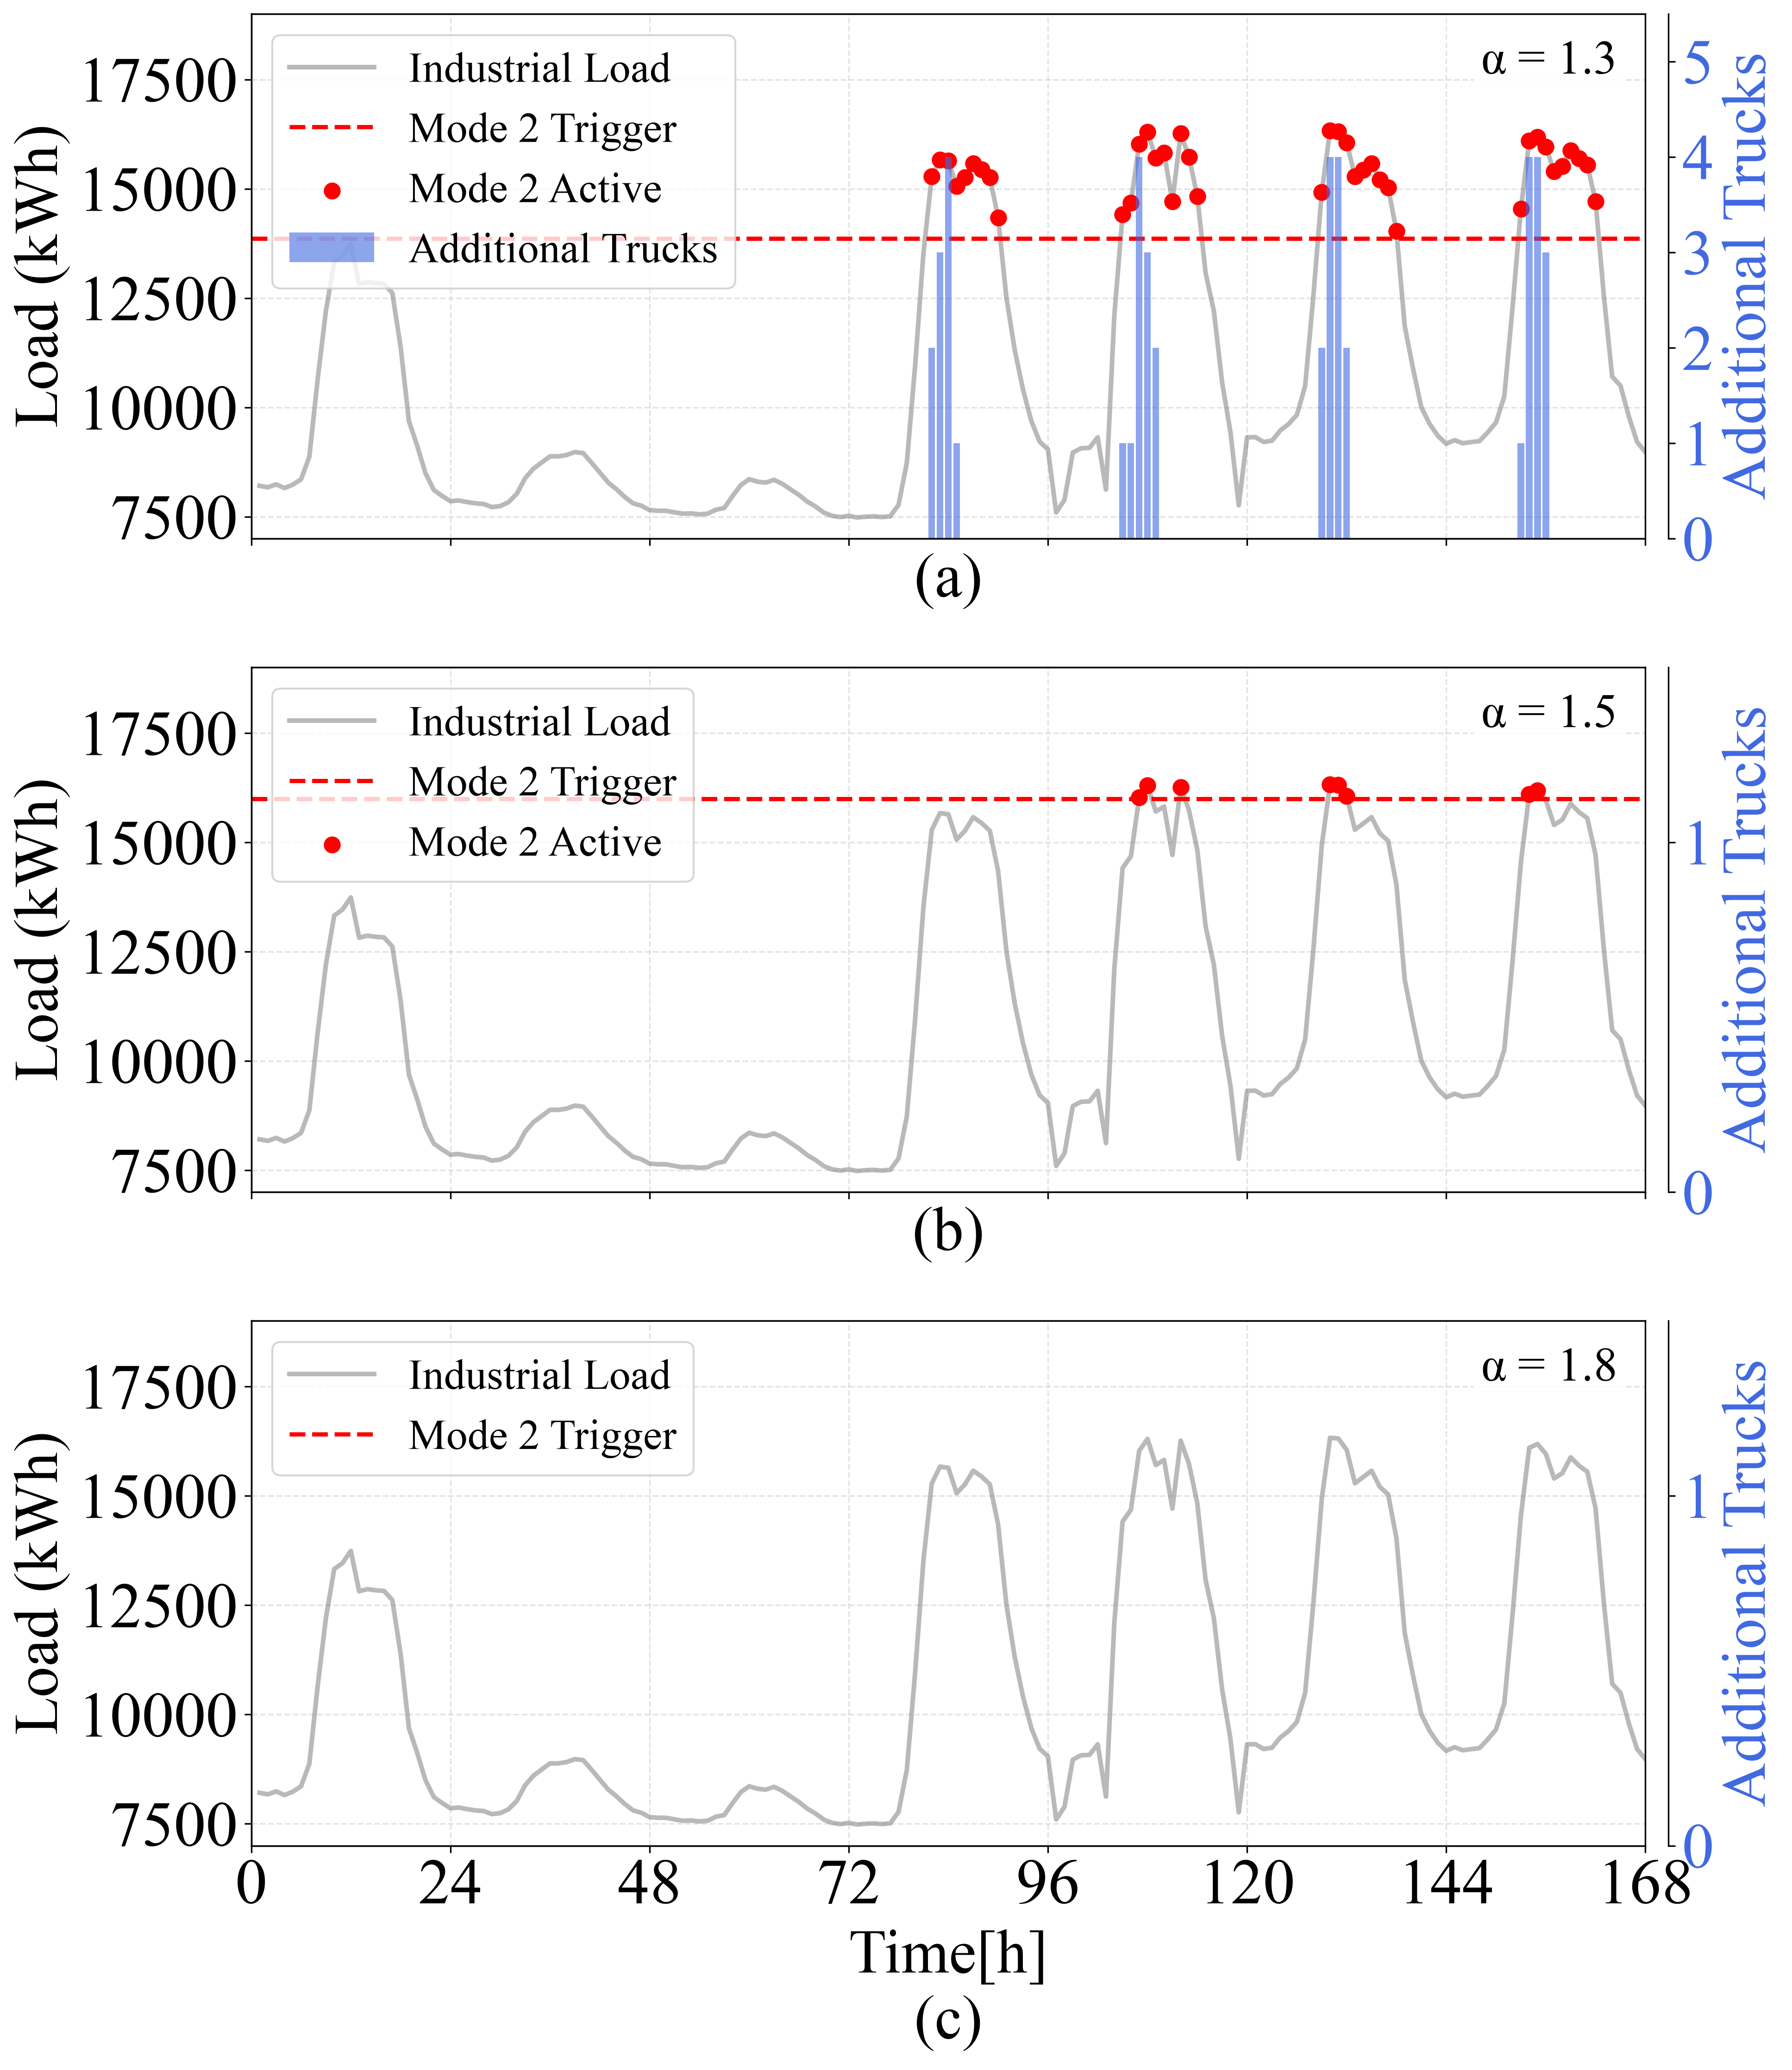 α = 1.3
Industrial Load
Mode 2 Trigger
Mode 2 Active
Additional Trucks
17500
15000
12500
10000
7500
Load (kWh)
5
4
3
2
1
0
Additional Trucks
(a)
α = 1.5
Industrial Load
Mode 2 Trigger
Mode 2 Active
17500
15000
12500
10000
7500
Load (kWh)
1
0
Additional Trucks
(b)
α = 1.8
Industrial Load
Mode 2 Trigger
17500
15000
12500
10000
7500
Load (kWh)
1
0
Additional Trucks
0 24 48 72 96 120 144 168
Time[h]
(c)